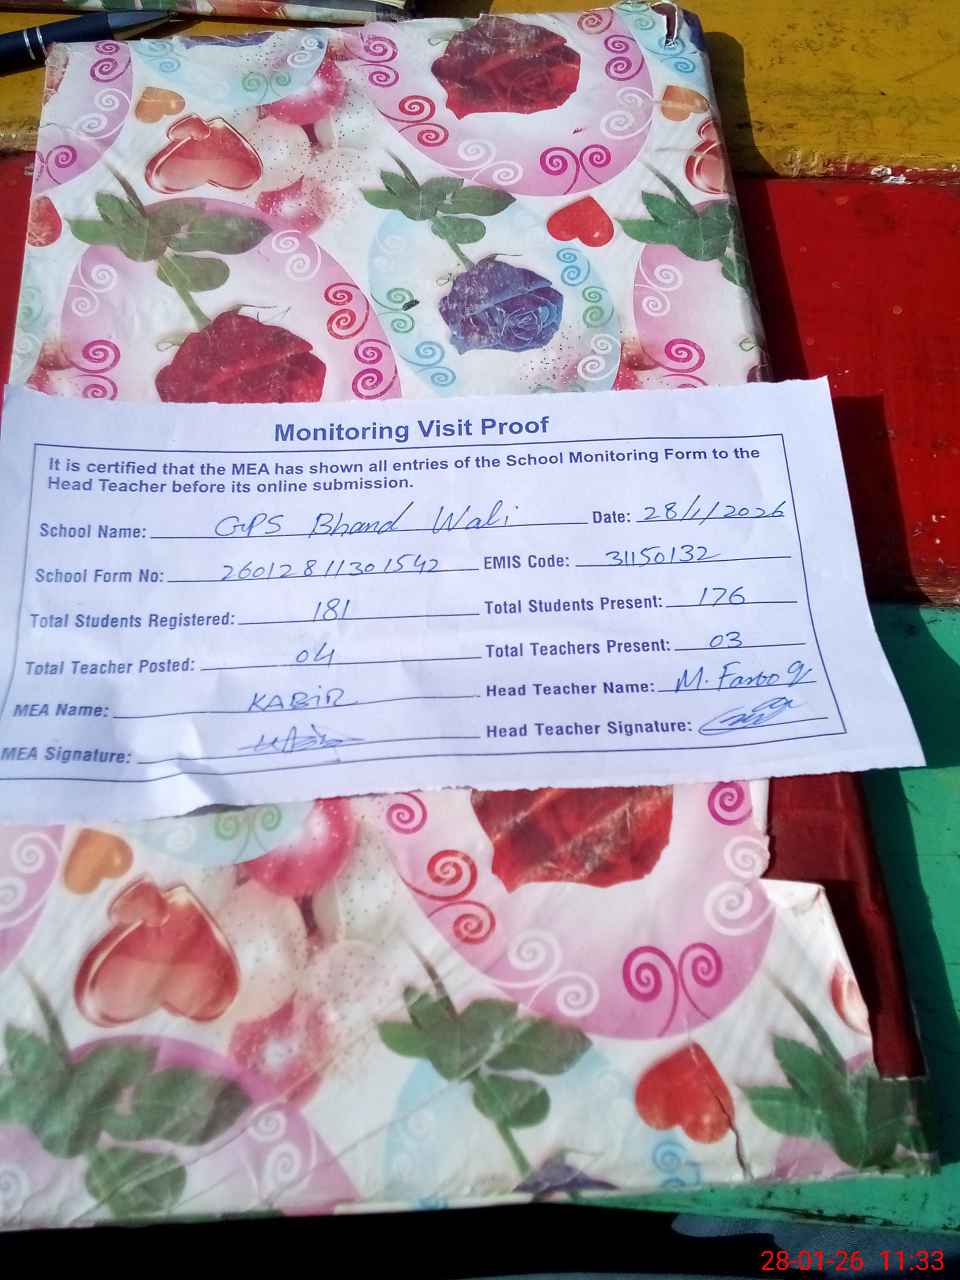 Monitoring Visit Proof
It is certified that the MEA has shown all entries of the School Monitoring Form to the
Head Teacher before its online submission.
School Name: GPS Bhand Wali Date: 28/1/2026
School Form No: 26012811301542 EMIS Code: 31150132
Total Students Registered: 181 Total Students Present: 176
Total Teacher Posted: 04 Total Teachers Present: 03
MEA Name: KABIR Head Teacher Name: M. Farooq
MEA Signature: Head Teacher Signature:
28-01-26 11:33